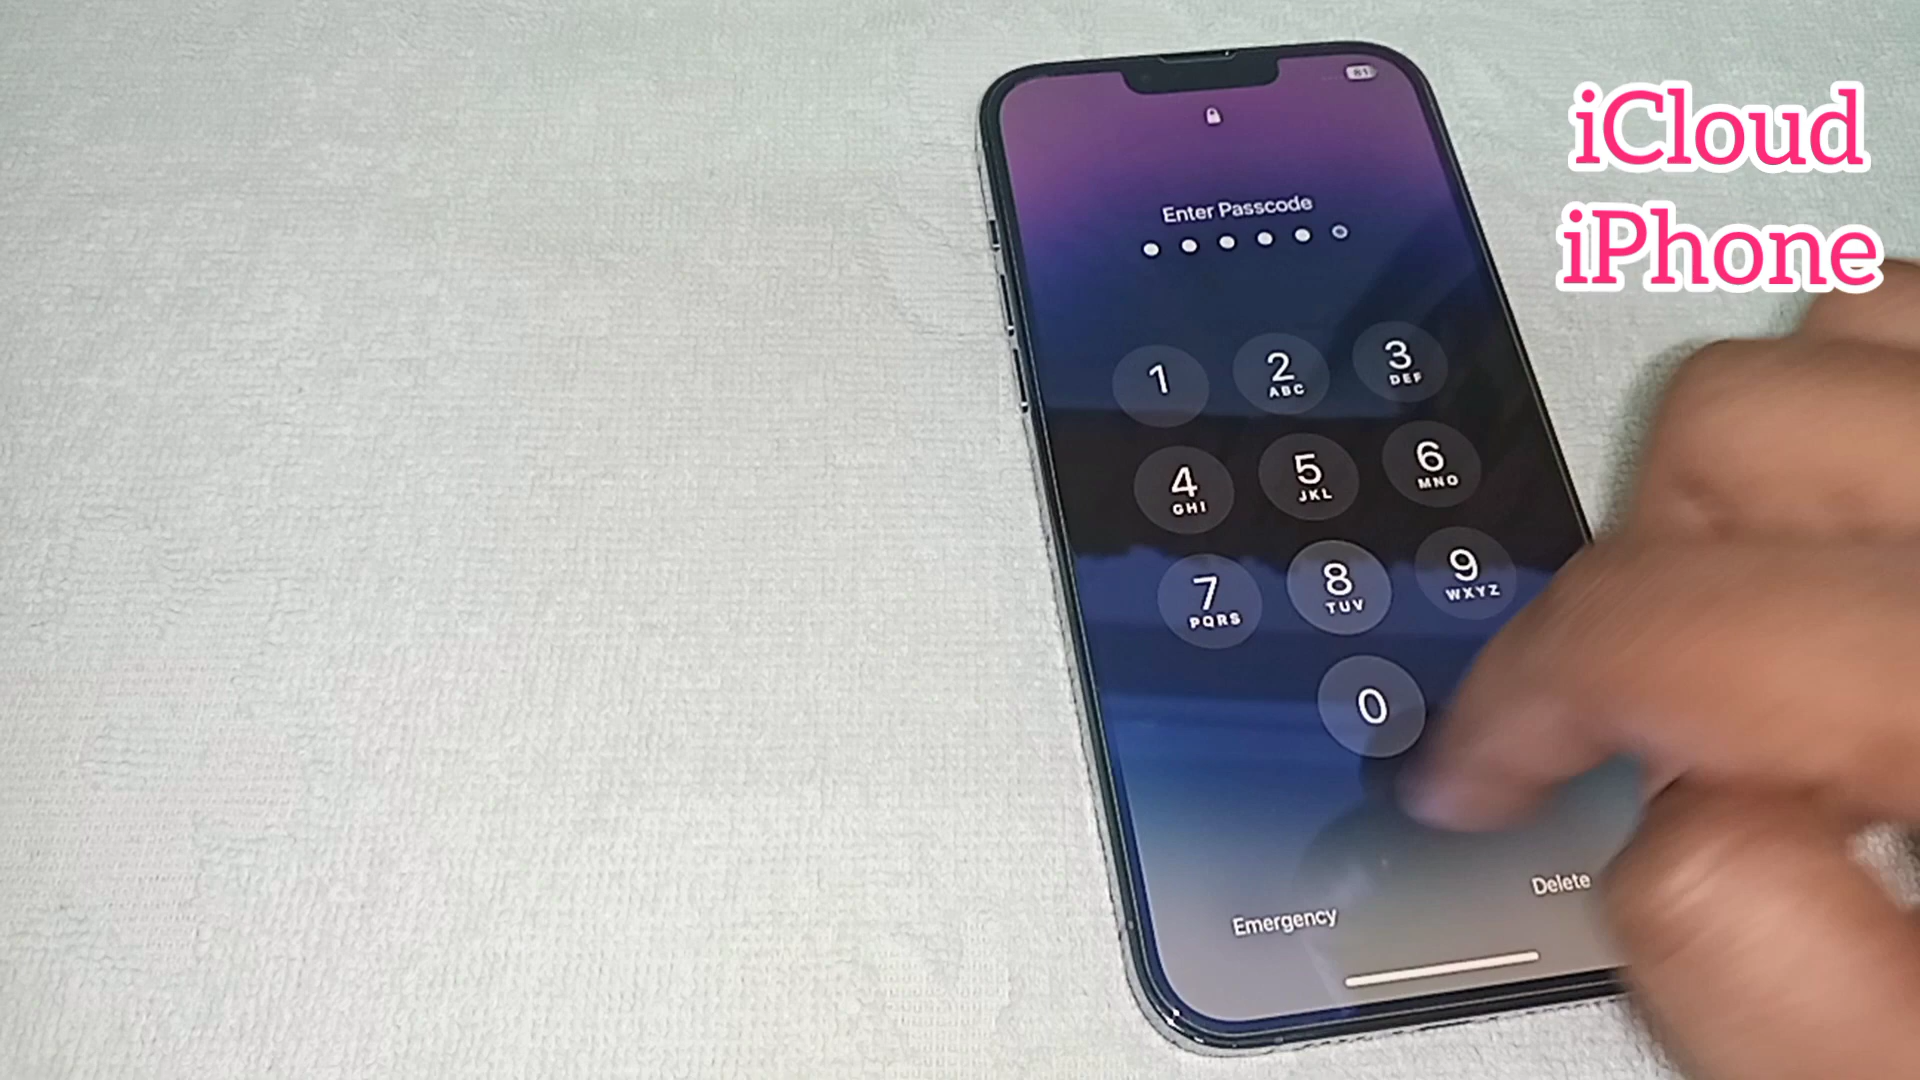 81
iCloud
iPhone
Enter Passcode
1
2
ABC
3
DEF
4
GHI
5
JKL
6
MNO
7
PQRS
8
TUV
9
WXYZ
0
Delete
Emergency